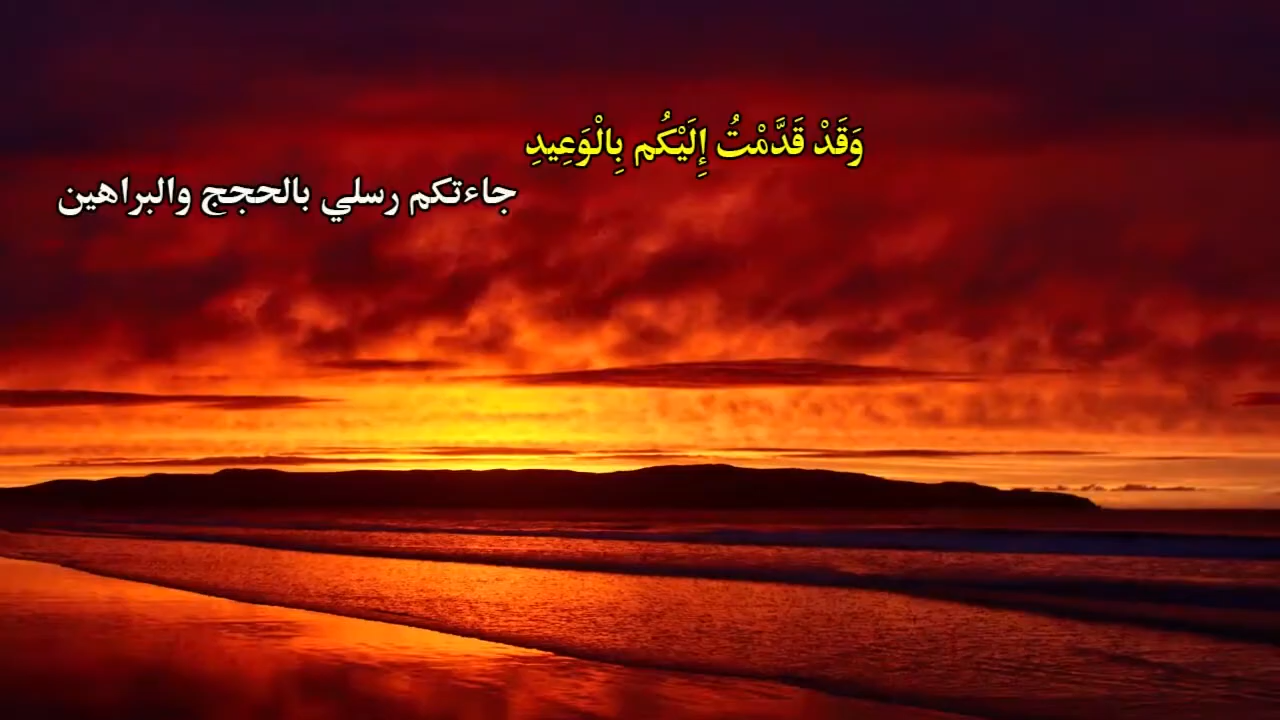 وَقَدْ قَدَّمْتُ إِلَيْكُم بِالْوَعِيدِ
جاءتكم رسلي بالحجج والبراهين